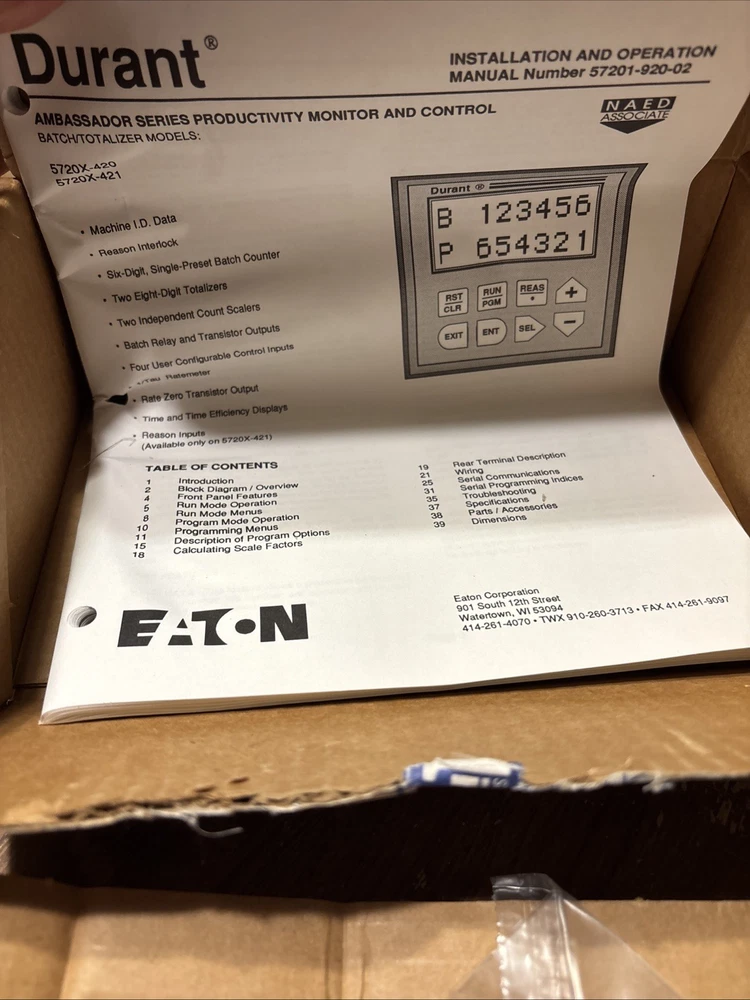 Durant®
INSTALLATION AND OPERATION
MANUAL Number 57201-920-02
AMBASSADOR SERIES PRODUCTIVITY MONITOR AND CONTROL
BATCH/TOTALIZER MODELS:
NAED
ASSOCIATE
5720X-420
5720X-421
• Machine I.D. Data
• Reason Interlock
• Six-Digit, Single-Preset Batch Counter
• Two Eight-Digit Totalizers
• Two Independent Count Scalers
• Batch Relay and Transistor Outputs
• Four User Configurable Control Inputs
Ratemeter
• Rate Zero Transistor Output
• Time and Time Efficiency Displays
• Reason Inputs
(Available only on 5720X-421)
Durant ®
B 123456
P 654321
RST
CLR
RUN
PGM
REAS
•
+
EXIT
ENT
SEL
−
TABLE OF CONTENTS
1 Introduction
2 Block Diagram / Overview
4 Front Panel Features
5 Run Mode Operation
5 Run Mode Menus
8 Program Mode Operation
10 Programming Menus
11 Description of Program Options
15 Calculating Scale Factors
18
19 Rear Terminal Description
21 Wiring
25 Serial Communications
31 Serial Programming Indices
35 Troubleshooting
37 Specifications
38 Parts / Accessories
39 Dimensions
EATON
Eaton Corporation
901 South 12th Street
Watertown, WI 53094
414-261-4070 • TWX 910-260-3713 • FAX 414-261-9097